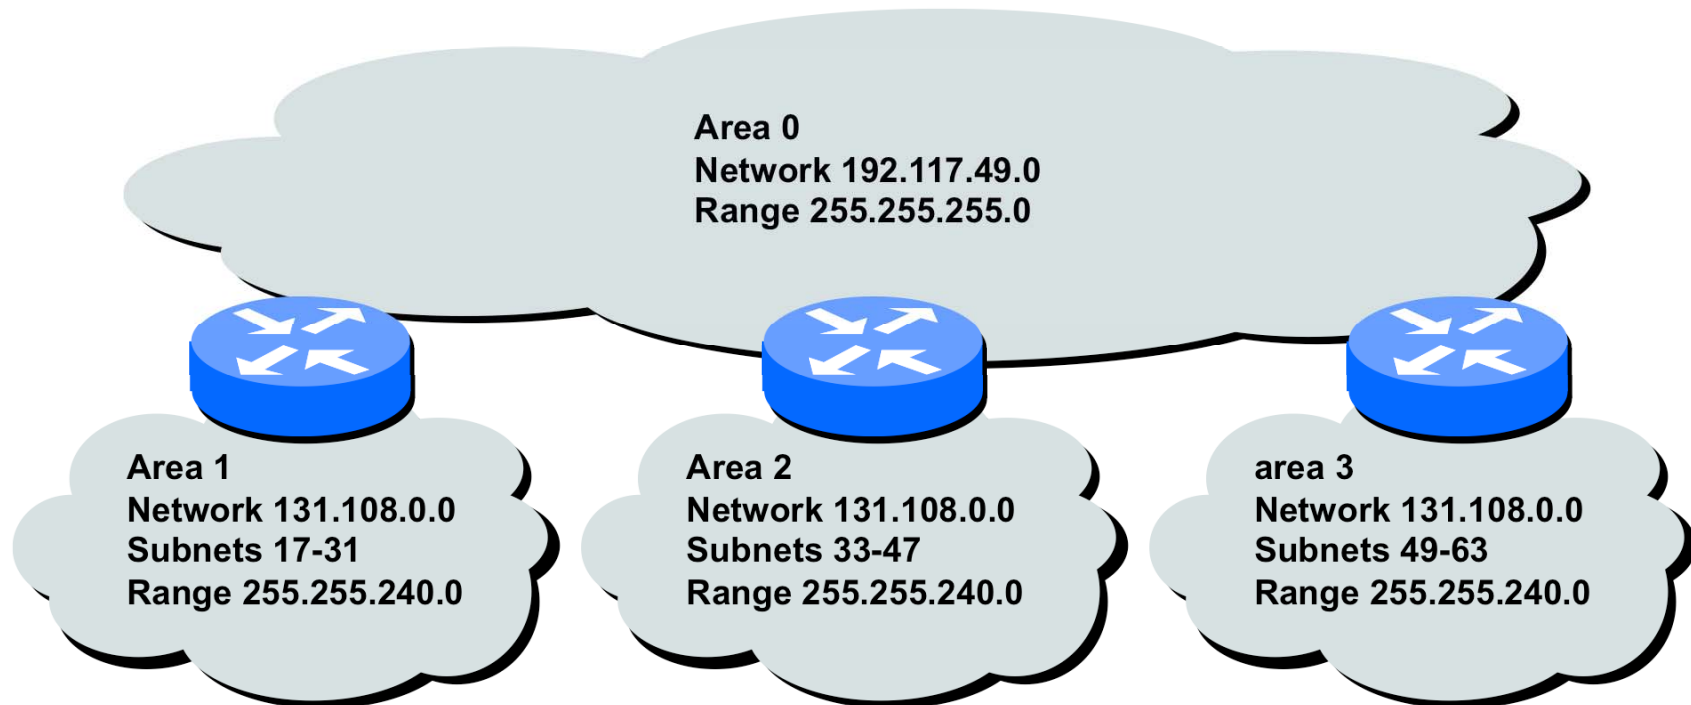 Area 0
Network 192.117.49.0
Range 255.255.255.0
Area 1
Network 131.108.0.0
Subnets 17-31
Range 255.255.240.0
Area 2
Network 131.108.0.0
Subnets 33-47
Range 255.255.240.0
area 3
Network 131.108.0.0
Subnets 49-63
Range 255.255.240.0